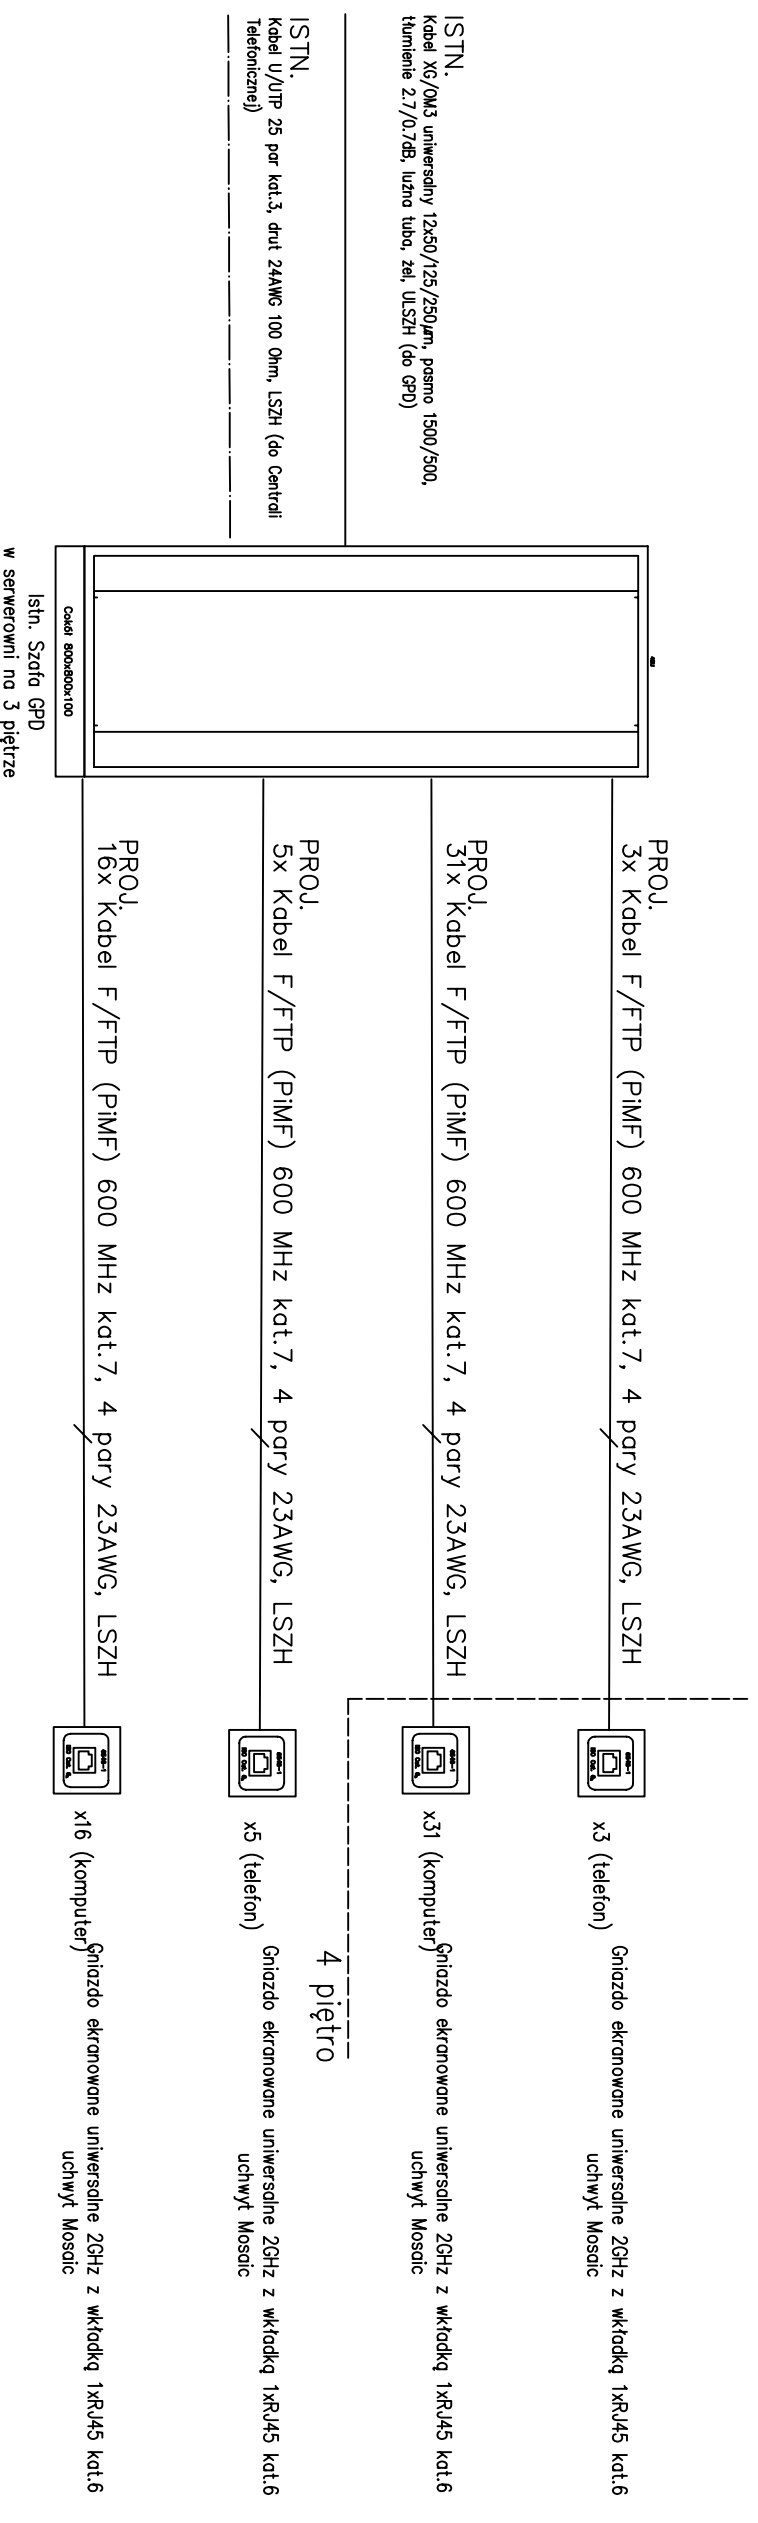 ISTN.
Kabel XG/OM3 uniwersalny 12x50/125/250µm, pasmo 1500/500,
tłumienie 2.7/0.7dB, luźna tuba, żel, ULSZH (do GPD)
ISTN.
Kabel U/UTP 25 par kat.3, drut 24AWG 100 Ohm, LSZH (do Centrali
Telefonicznej)
Cokół 800x800x100
Istn. Szafa GPD
w serwerowni na 3 piętrze
PROJ.
3x Kabel F/FTP (PiMF) 600 MHz kat.7, 4 pary 23AWG, LSZH
x3 (telefon)
Gniazdo ekranowane uniwersalne 2GHz z wkładką 1xRJ45 kat.6
uchwyt Mosaic
PROJ.
31x Kabel F/FTP (PiMF) 600 MHz kat.7, 4 pary 23AWG, LSZH
x31 (komputer)
Gniazdo ekranowane uniwersalne 2GHz z wkładką 1xRJ45 kat.6
uchwyt Mosaic
4 piętro
PROJ.
5x Kabel F/FTP (PiMF) 600 MHz kat.7, 4 pary 23AWG, LSZH
x5 (telefon)
Gniazdo ekranowane uniwersalne 2GHz z wkładką 1xRJ45 kat.6
uchwyt Mosaic
PROJ.
16x Kabel F/FTP (PiMF) 600 MHz kat.7, 4 pary 23AWG, LSZH
x16 (komputer)
Gniazdo ekranowane uniwersalne 2GHz z wkładką 1xRJ45 kat.6
uchwyt Mosaic